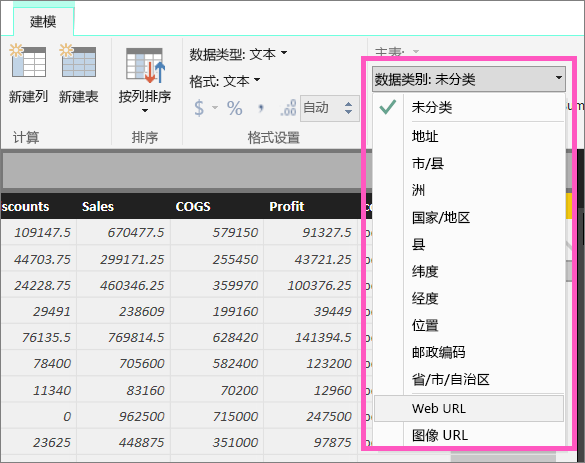 建模
新建列
新建表
计算
按列排序
排序
数据类型: 文本
格式: 文本
$ % , .00 自动
格式设置
主表:
数据类别: 未分类
未分类
地址
市/县
洲
国家/地区
县
纬度
经度
位置
邮政编码
省/市/自治区
Web URL
图像 URL
scounts Sales COGS Profit
109147.5 670477.5 579150 91327.5
44703.75 299171.25 255450 43721.25
24228.75 460346.25 359970 100376.25
29491 238609 199160 39449
76135.5 769814.5 628420 141394.5
78400 705600 582400 123200
11340 83160 70200 12960
0 962500 715000 247500
23625 448875 351000 97875